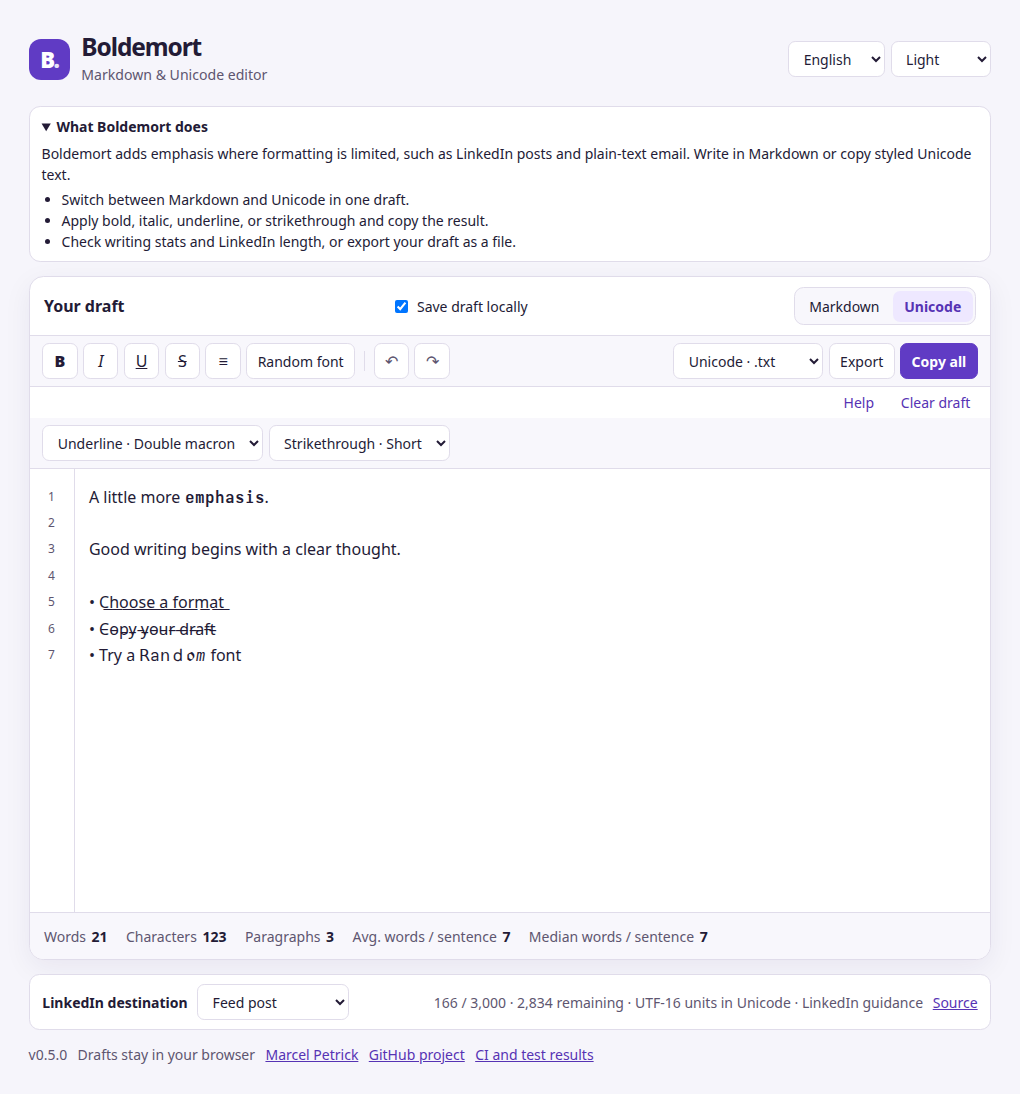 B.
Boldemort
Markdown & Unicode editor
English
Light
▼ What Boldemort does
Boldemort adds emphasis where formatting is limited, such as LinkedIn posts and plain-text email. Write in Markdown or copy styled Unicode
text.
• Switch between Markdown and Unicode in one draft.
• Apply bold, italic, underline, or strikethrough and copy the result.
• Check writing stats and LinkedIn length, or export your draft as a file.
Your draft
Save draft locally
Markdown
Unicode
B I U S ≡ Random font ↶ ↷
Unicode · .txt
Export
Copy all
Help
Clear draft
Underline · Double macron
Strikethrough · Short
1 A little more emphasis.
2
3 Good writing begins with a clear thought.
4
5 • Choose a format
6 • Copy your draft
7 • Try a Random font
Words 21 Characters 123 Paragraphs 3 Avg. words / sentence 7 Median words / sentence 7
LinkedIn destination
Feed post
166 / 3,000 · 2,834 remaining · UTF-16 units in Unicode · LinkedIn guidance Source
v0.5.0 Drafts stay in your browser Marcel Petrick GitHub project CI and test results